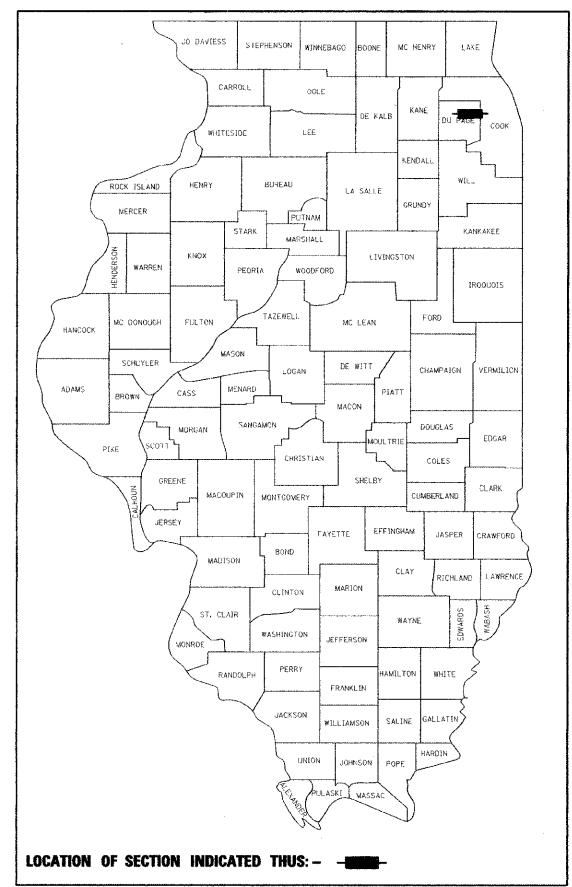 JO DAVIESS STEPHENSON WINNEBAGO BOONE MC HENRY LAKE
CARROLL OGLE DE KALB KANE DU PAGE COOK
WHITESIDE LEE
KENDALL WILL
ROCK ISLAND HENRY BUREAU LA SALLE GRUNDY
MERCER PUTNAM
STARK MARSHALL KANKAKEE
HENDERSON WARREN KNOX PEORIA WOODFORD LIVINGSTON IROQUOIS
HANCOCK MC DONOUGH FULTON TAZEWELL MC LEAN FORD
SCHUYLER MASON LOGAN DE WITT CHAMPAIGN VERMILION
ADAMS BROWN CASS MENARD PIATT
MACON
PIKE SCOTT MORGAN SANGAMON MOULTRIE DOUGLAS EDGAR
CHRISTIAN COLES
CALHOUN GREENE MACOUPIN MONTGOMERY SHELBY CUMBERLAND CLARK
JERSEY FAYETTE EFFINGHAM JASPER CRAWFORD
MADISON BOND
CLAY RICHLAND LAWRENCE
CLINTON MARION
ST. CLAIR WAYNE EDWARDS WABASH
MONROE WASHINGTON JEFFERSON
RANDOLPH PERRY HAMILTON WHITE
FRANKLIN
JACKSON WILLIAMSON SALINE GALLATIN
UNION JOHNSON POPE HARDIN
ALEXANDER PULASKI MASSAC
LOCATION OF SECTION INDICATED THUS:-